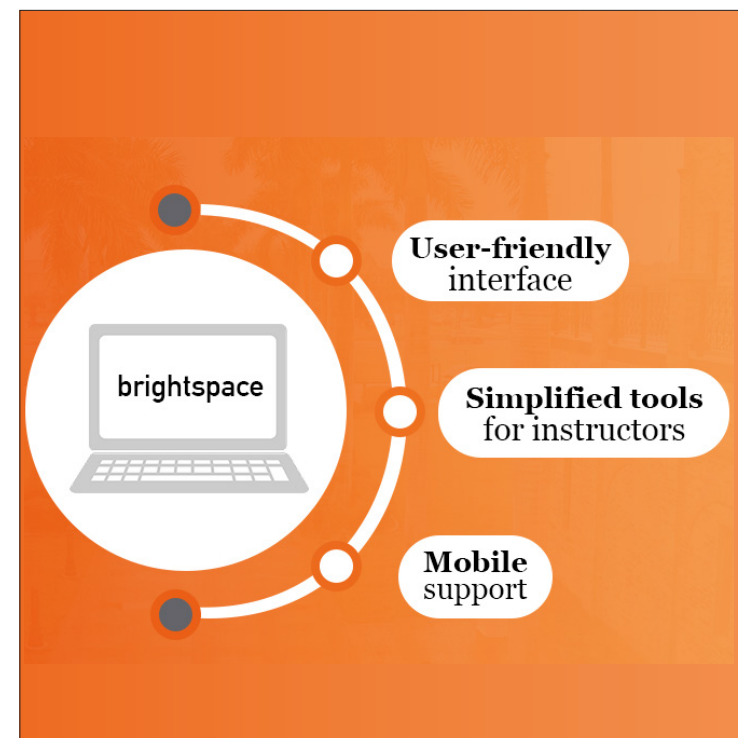 brightspace
User-friendly
interface
Simplified tools
for instructors
Mobile
support